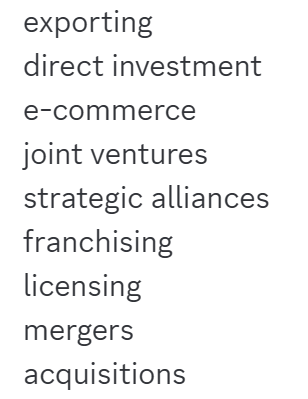 exporting
direct investment
e-commerce
joint ventures
strategic alliances
franchising
licensing
mergers
acquisitions